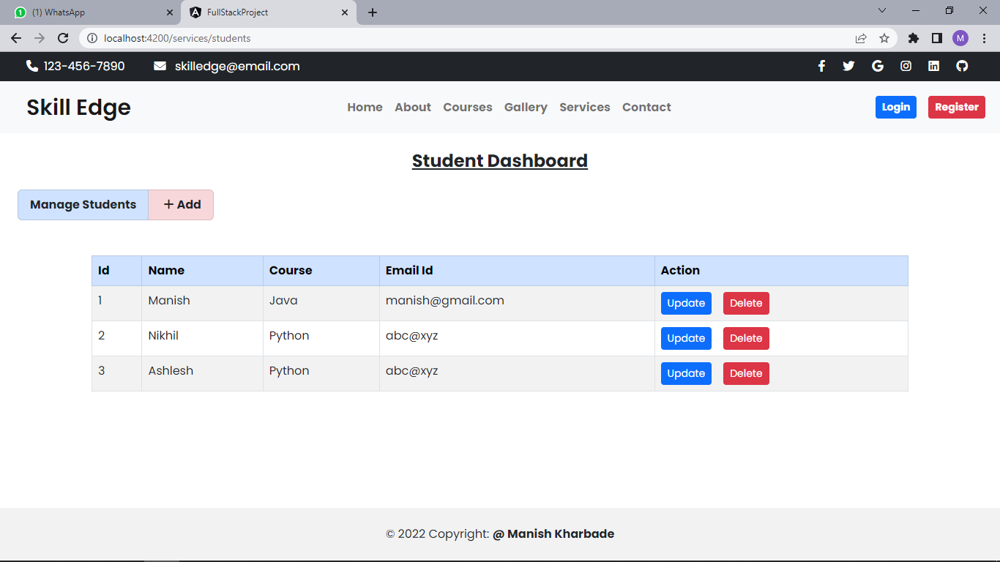 (1) WhatsApp
FullStackProject
localhost:4200/services/students
M
123-456-7890 skilledge@email.com
Skill Edge
Home About Courses Gallery Services Contact
Login Register
Student Dashboard
Manage Students + Add
Id Name Course Email Id Action
1 Manish Java manish@gmail.com Update Delete
2 Nikhil Python abc@xyz Update Delete
3 Ashlesh Python abc@xyz Update Delete
© 2022 Copyright: @ Manish Kharbade